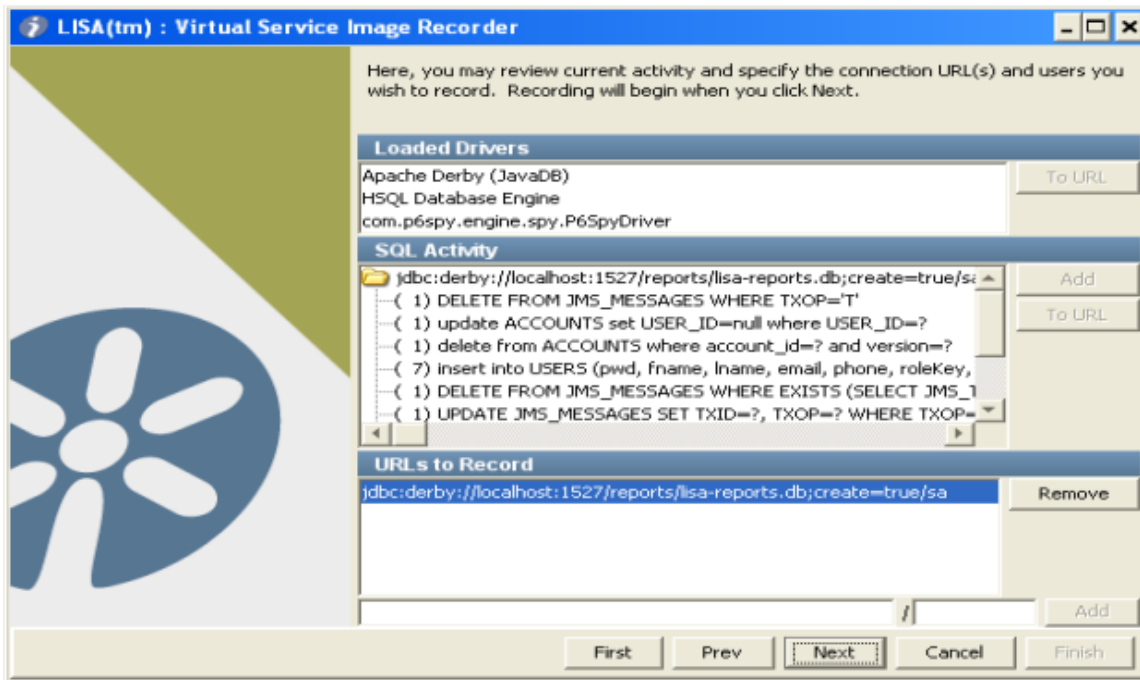 LISA(tm) : Virtual Service Image Recorder
Here, you may review current activity and specify the connection URL(s) and users you
wish to record. Recording will begin when you click Next.
Loaded Drivers
Apache Derby (JavaDB)
To URL
HSQL Database Engine
com.p6spy.engine.spy.P6SpyDriver
SQL Activity
jdbc:derby://localhost:1527/reports/lisa-reports.db;create=true/sa
Add
( 1) DELETE FROM JMS_MESSAGES WHERE TXOP='T'
( 1) update ACCOUNTS set USER_ID=null where USER_ID=?
To URL
( 1) delete from ACCOUNTS where account_id=? and version=?
( 7) insert into USERS (pwd, fname, lname, email, phone, roleKey,
( 1) DELETE FROM JMS_MESSAGES WHERE EXISTS (SELECT JMS_T
( 1) UPDATE JMS_MESSAGES SET TXID=?, TXOP=? WHERE TXOP=
URLs to Record
jdbc:derby://localhost:1527/reports/lisa-reports.db;create=true/sa
Remove
/
Add
First Prev Next Cancel Finish